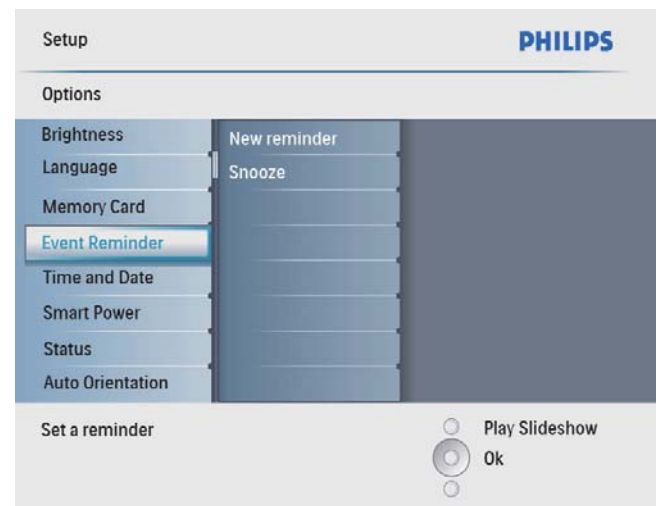 Setup
PHILIPS
Options
Brightness
Language
Memory Card
Event Reminder
Time and Date
Smart Power
Status
Auto Orientation
New reminder
Snooze
Set a reminder
Play Slideshow
Ok